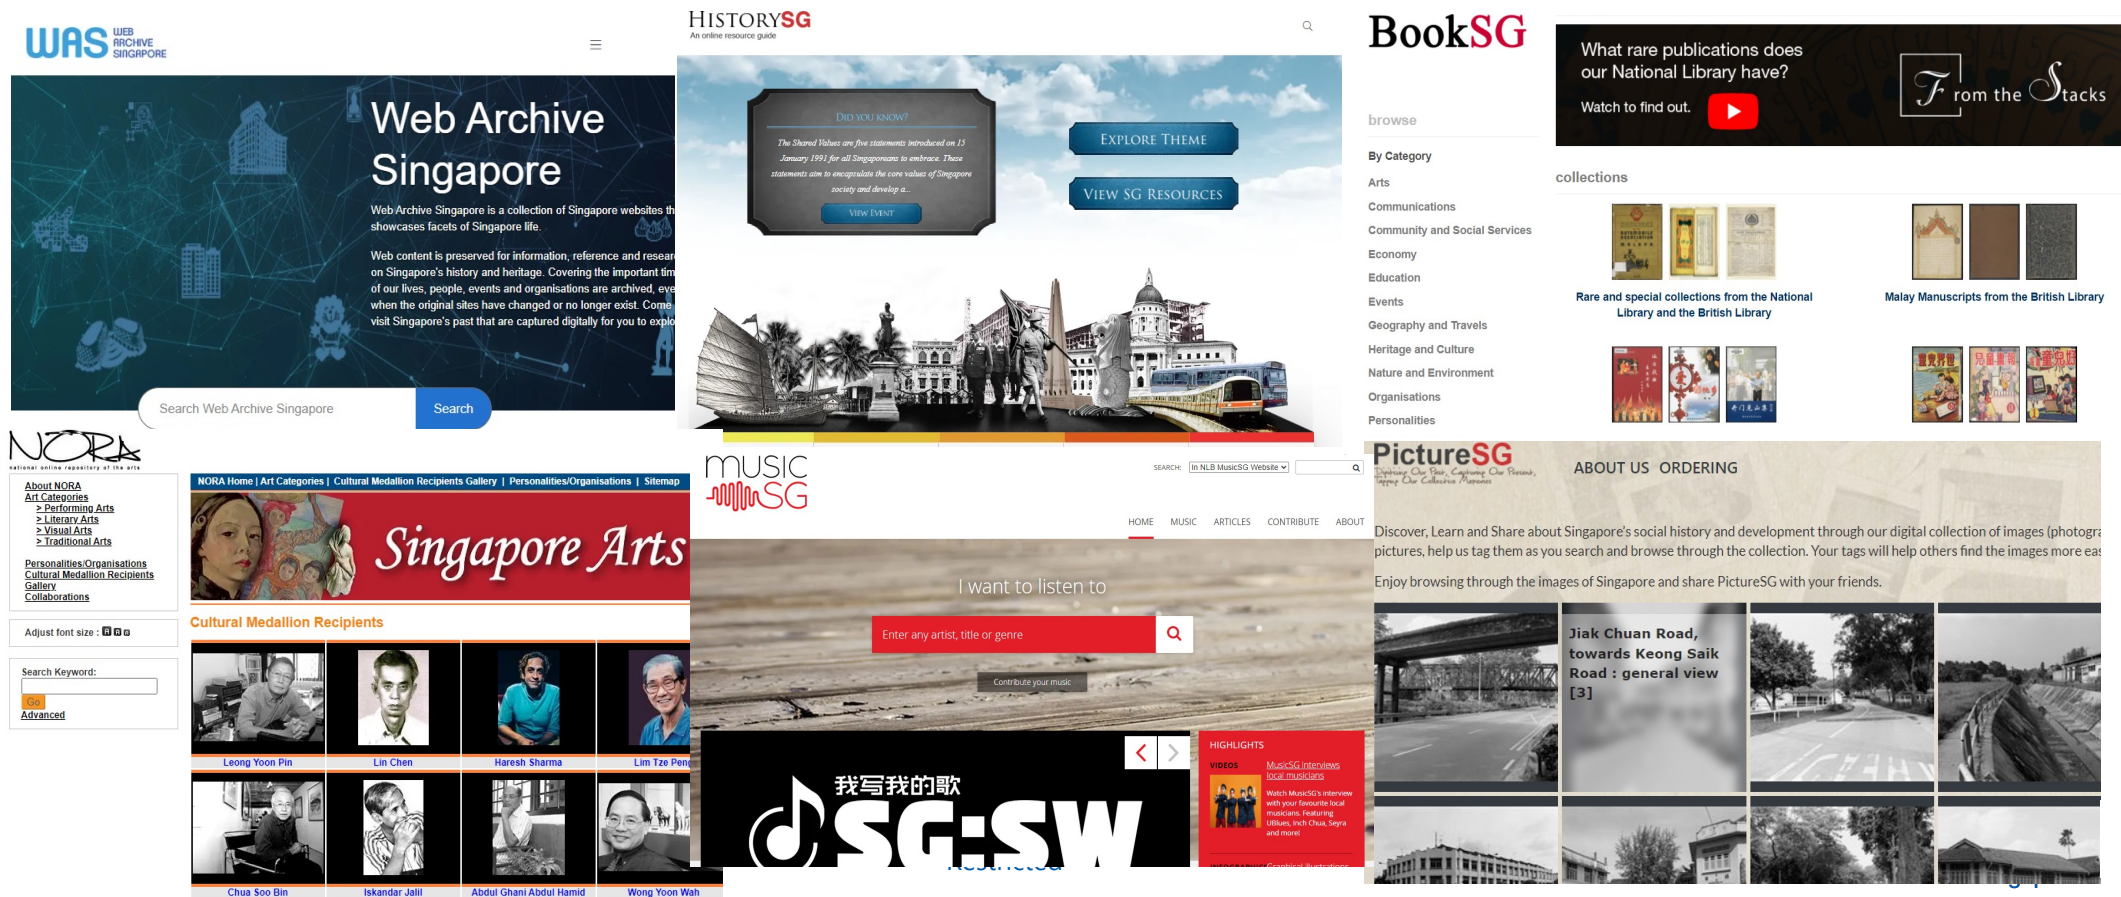 WAS WEB
ARCHIVE
SINGAPORE
Web Archive
Singapore
Web Archive Singapore is a collection of Singapore websites th
showcases facets of Singapore life.
Web content is preserved for information, reference and resear
on Singapore's history and heritage. Covering the important tim
of our lives, people, events and organisations are archived, eve
when the original sites have changed or no longer exist. Come
visit Singapore's past that are captured digitally for you to explo
Search Web Archive Singapore
Search
HISTORYSG
An online resource guide
DID YOU KNOW?
The Shared Values are five statements introduced on 15
January 1991 for all Singaporeans to embrace. These
statements aim to encapsulate the core values of Singapore
society and develop a...
VIEW EVENT
EXPLORE THEME
VIEW SG RESOURCES
BookSG
What rare publications does
our National Library have?
Watch to find out.
From the Stacks
browse
By Category
Arts
Communications
Community and Social Services
Economy
Education
Events
Geography and Travels
Heritage and Culture
Nature and Environment
Organisations
Personalities
collections
Rare and special collections from the National
Library and the British Library
Malay Manuscripts from the British Library
NORA
national online repository of the arts
About NORA
Art Categories
> Performing Arts
> Literary Arts
> Visual Arts
> Traditional Arts
Personalities/Organisations
Cultural Medallion Recipients
Gallery
Collaborations
Adjust font size : A A A
Search Keyword:
Go
Advanced
NORA Home | Art Categories | Cultural Medallion Recipients Gallery | Personalities/Organisations | Sitemap
Singapore Arts
Cultural Medallion Recipients
Leong Yoon Pin
Lin Chen
Haresh Sharma
Lim Tze Peng
Chua Soo Bin
Iskandar Jalil
Abdul Ghani Abdul Hamid
Wong Yoon Wah
MUSIC
SG
SEARCH:
In NLB MusicSG Website
HOME
MUSIC
ARTICLES
CONTRIBUTE
ABOUT
I want to listen to
Enter any artist, title or genre
Contribute your music
我写我的歌
SG:SW
HIGHLIGHTS
VIDEOS
MusicSG interviews
local musicians
Watch MusicSG's interview
with your favourite local
musicians. Featuring
UBlues, Inch Chua, Seyra
and more!
INFOGRAPHICS
Graphical illustrations
Restricted
PictureSG
Digitising Our Past, Capturing Our Present,
Tapping Our Collective Memories
ABOUT US
ORDERING
Discover, Learn and Share about Singapore's social history and development through our digital collection of images (photogra
pictures, help us tag them as you search and browse through the collection. Your tags will help others find the images more eas
Enjoy browsing through the images of Singapore and share PictureSG with your friends.
Jiak Chuan Road,
towards Keong Saik
Road : general view
[3]